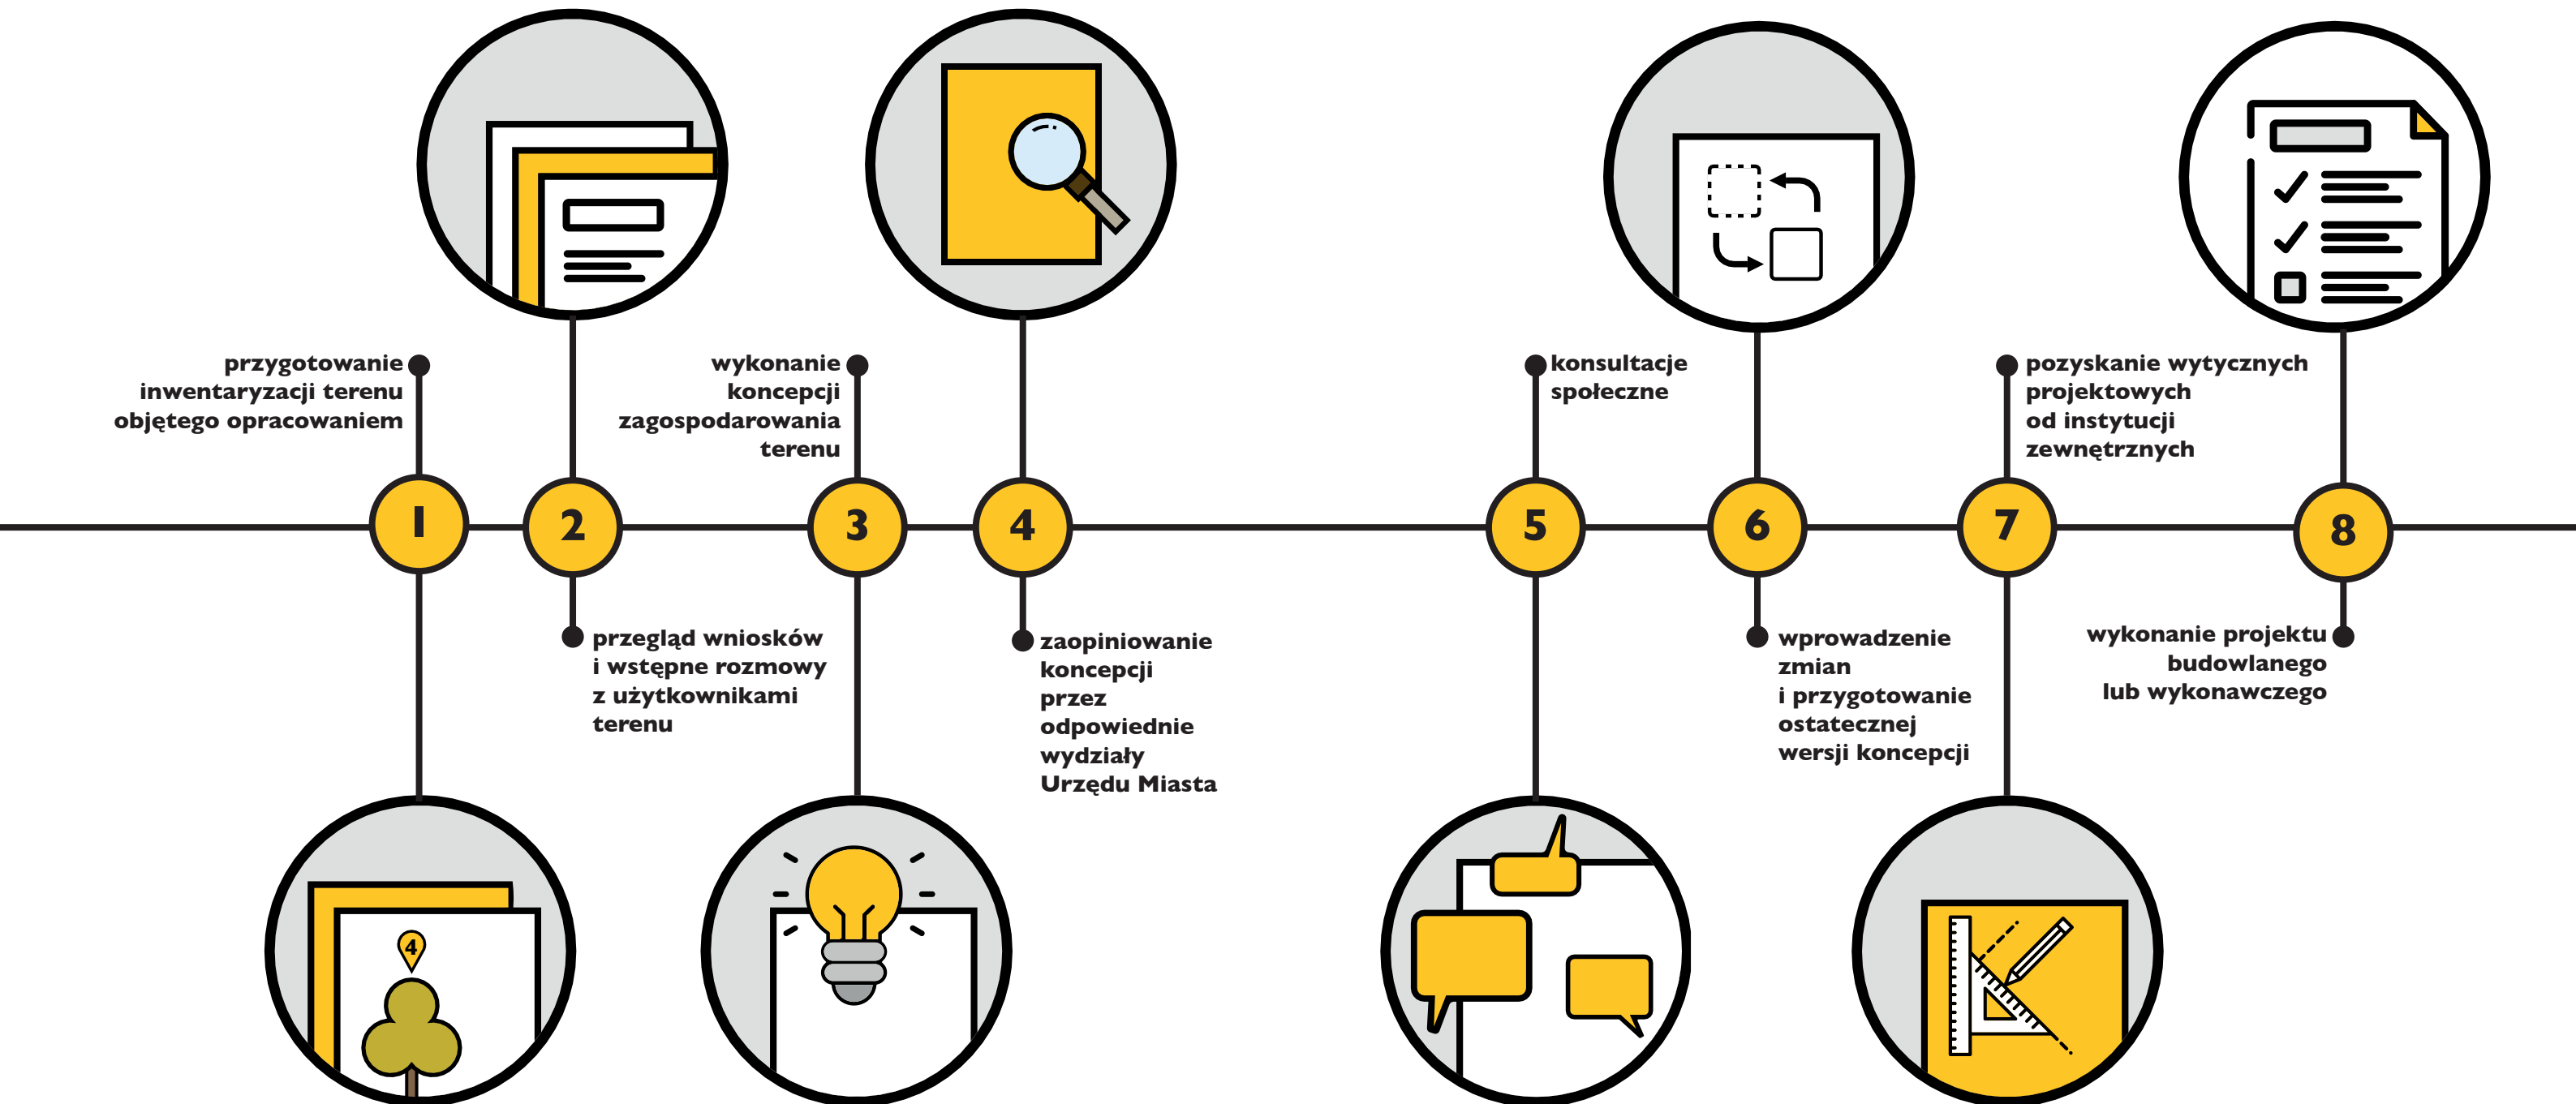 przygotowanie
inwentaryzacji terenu
objętego opracowaniem
1
2
przegląd wniosków
i wstępne rozmowy
z użytkownikami
terenu
wykonanie
koncepcji
zagospodarowania
terenu
3
4
zaopiniowanie
koncepcji
przez
odpowiednie
wydziały
Urzędu Miasta
konsultacje
społeczne
5
6
wprowadzenie
zmian
i przygotowanie
ostatecznej
wersji koncepcji
pozyskanie wytycznych
projektowych
od instytucji
zewnętrznych
7
8
wykonanie projektu
budowlanego
lub wykonawczego
4